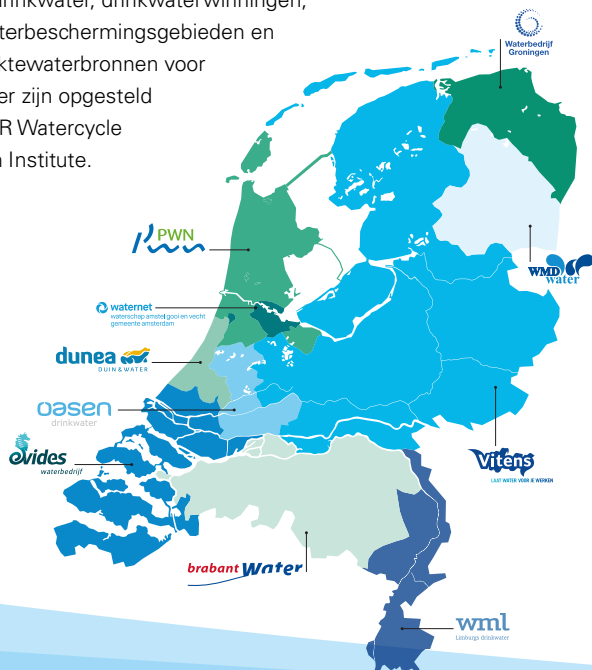 drinkwater, drinkwaterwinningen,
terbeschermingsgebieden en
ktewaterbronnen voor
er zijn opgesteld
R Watercycle
Institute.
Waterbedrijf
Groningen
PWN
WMD
water
waternet
waterschap amstel gooi en vecht
gemeente amsterdam
dunea
DUIN & WATER
oasen
drinkwater
evides
waterbedrijf
Vitens
LAAT WATER VOOR JE WERKEN
brabant Water
wml
Limburgs drinkwater